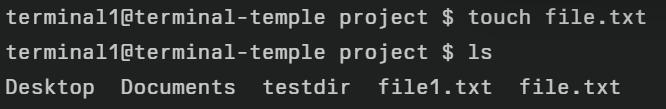 terminal1@terminal-temple project $ touch file.txt
terminal1@terminal-temple project $ ls
Desktop  Documents  testdir  file1.txt  file.txt